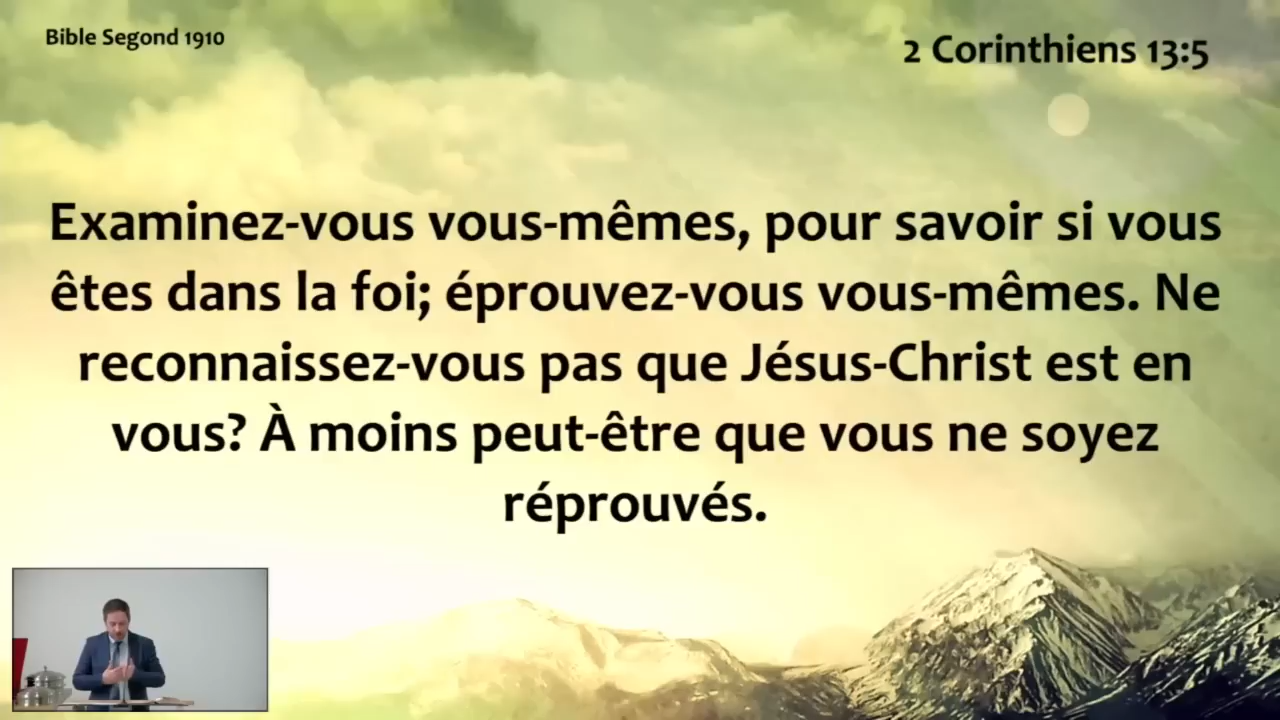 Bible Segond 1910
2 Corinthiens 13:5
Examinez-vous vous-mêmes, pour savoir si vous
êtes dans la foi; éprouvez-vous vous-mêmes. Ne
reconnaissez-vous pas que Jésus-Christ est en
vous? À moins peut-être que vous ne soyez
réprouvés.